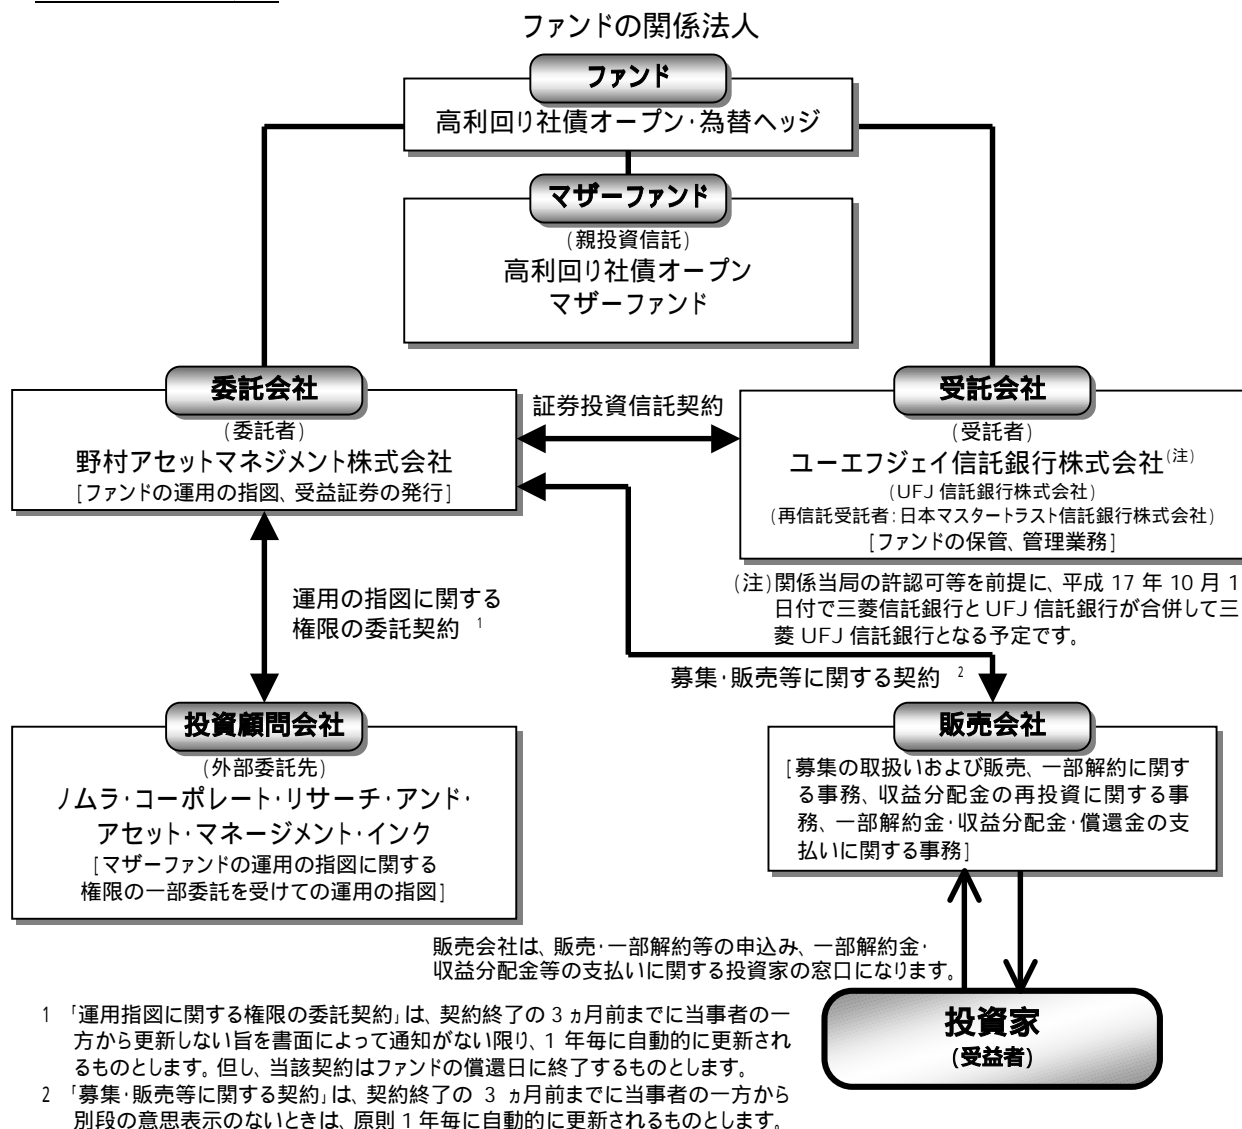 ファンドの関係法人
ファンド
高利回り社債オープン・為替ヘッジ
マザーファンド
(親投資信託)
高利回り社債オープン
マザーファンド
委託会社
(委託者)
野村アセットマネジメント株式会社
[ファンドの運用の指図、受益証券の発行]
証券投資信託契約
受託会社
(受託者)
ユーエフジェイ信託銀行株式会社(注)
(UFJ 信託銀行株式会社)
(再信託受託者:日本マスタートラスト信託銀行株式会社)
[ファンドの保管、管理業務]
(注)関係当局の許認可等を前提に、平成 17 年 10 月 1
日付で三菱信託銀行とUFJ 信託銀行が合併して三
菱 UFJ 信託銀行となる予定です。
運用の指図に関する
権限の委託契約 1
募集・販売等に関する契約 2
投資顧問会社
(外部委託先)
ノムラ・コーポレート・リサーチ・アンド・
アセット・マネージメント・インク
[マザーファンドの運用の指図に関する
権限の一部委託を受けての運用の指図]
販売会社
[募集の取扱いおよび販売、一部解約に関す
る事務、収益分配金の再投資に関する事
務、一部解約金・収益分配金・償還金の支
払いに関する事務]
販売会社は、販売・一部解約等の申込み、一部解約金・
収益分配金等の支払いに関する投資家の窓口になります。
投資家
(受益者)
1 「運用指図に関する権限の委託契約」は、契約終了の 3 ヵ月前までに当事者の一
方から更新しない旨を書面によって通知がない限り、1 年毎に自動的に更新され
るものとします。但し、当該契約はファンドの償還日に終了するものとします。
2 「募集・販売等に関する契約」は、契約終了の 3 ヵ月前までに当事者の一方から
別段の意思表示のないときは、原則 1 年毎に自動的に更新されるものとします。